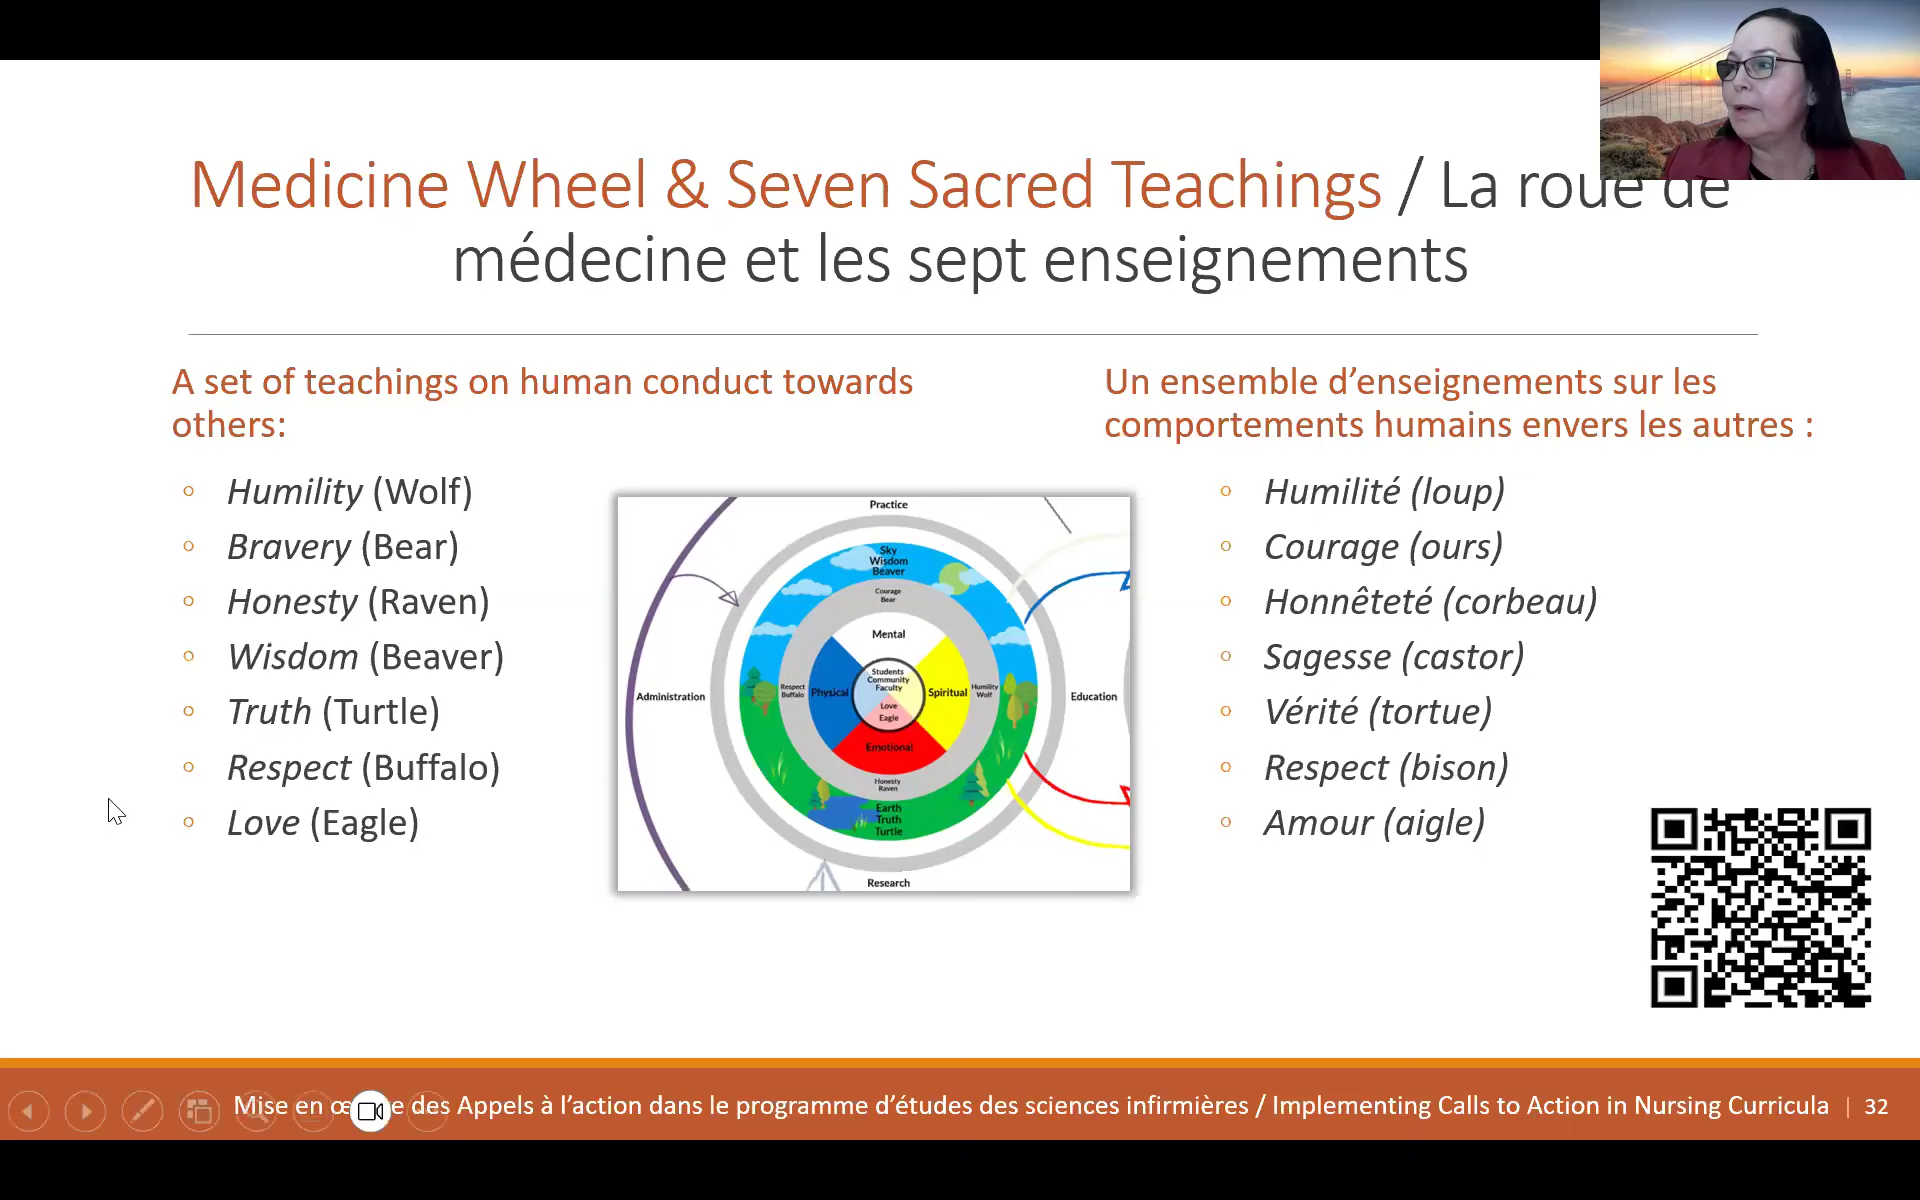 Medicine Wheel & Seven Sacred Teachings / La roue de
médecine et les sept enseignements
A set of teachings on human conduct towards
others:
Humility (Wolf)
Bravery (Bear)
Honesty (Raven)
Wisdom (Beaver)
Truth (Turtle)
Respect (Buffalo)
Love (Eagle)
Practice
Sky
Wisdom
Beaver
Courage
Bear
Mental
Administration
Respect
Buffalo
Physical
Students
Community
Faculty
Love
Eagle
Spiritual
Humility
Wolf
Education
Emotional
Honesty
Raven
Earth
Truth
Turtle
Research
Un ensemble d’enseignements sur les
comportements humains envers les autres :
Humilité (loup)
Courage (ours)
Honnêteté (corbeau)
Sagesse (castor)
Vérité (tortue)
Respect (bison)
Amour (aigle)
Mise en des Appels à l’action dans le programme d’études des sciences infirmières / Implementing Calls to Action in Nursing Curricula | 32